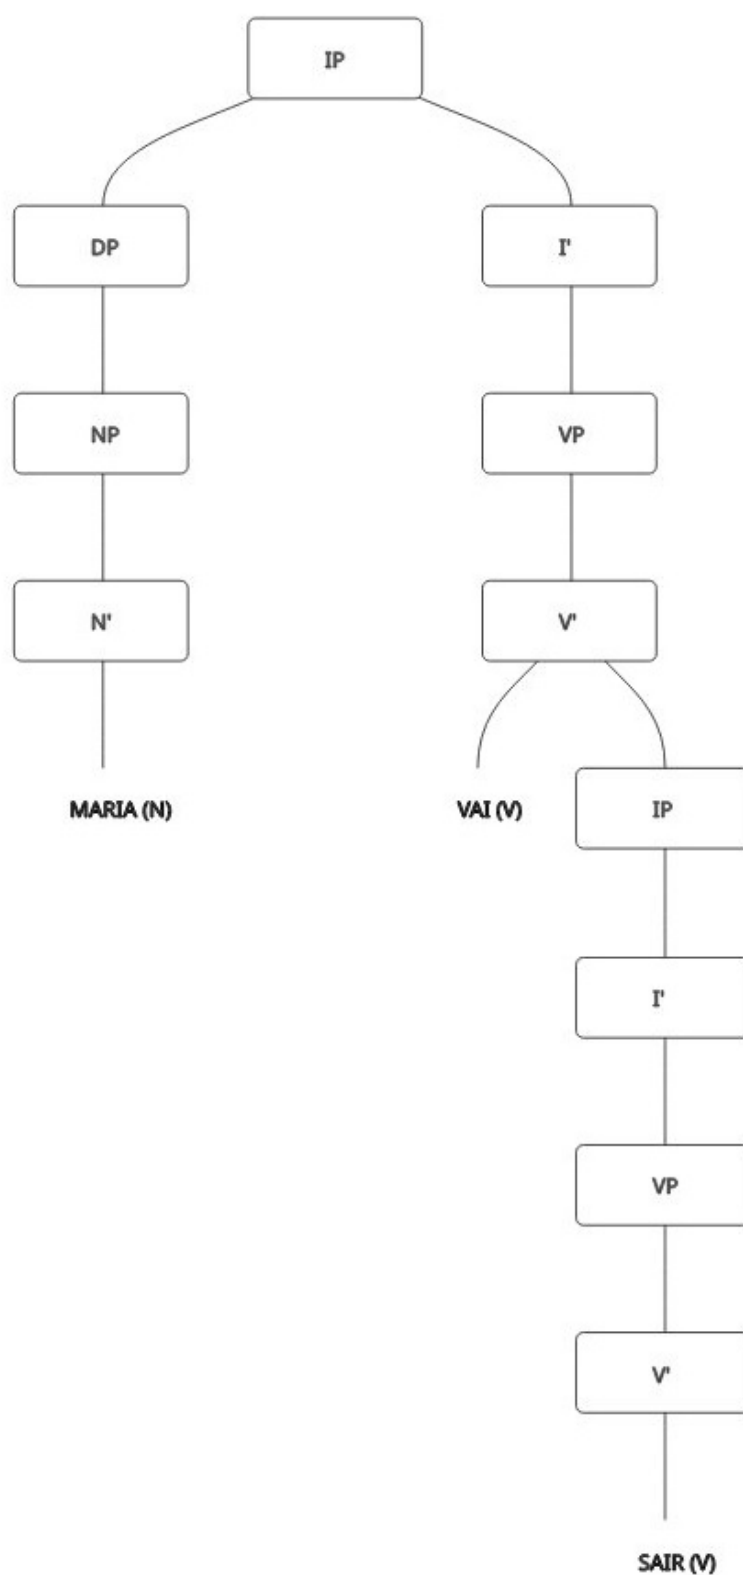 IP
DP
I'
NP
VP
N'
V'
MARIA (N)
VAI (V)
IP
I'
VP
V'
SAIR (V)